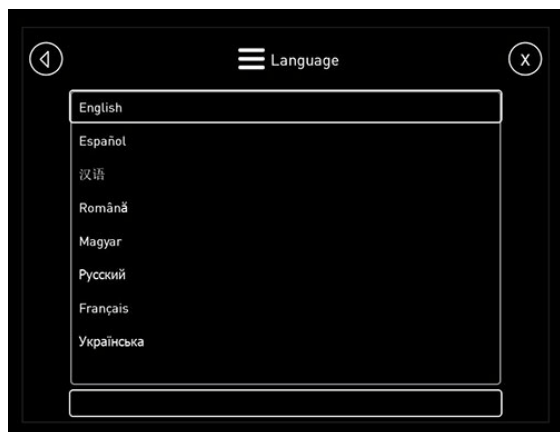 Language
X
English
Español
汉语
Română
Magyar
Русский
Français
Українська